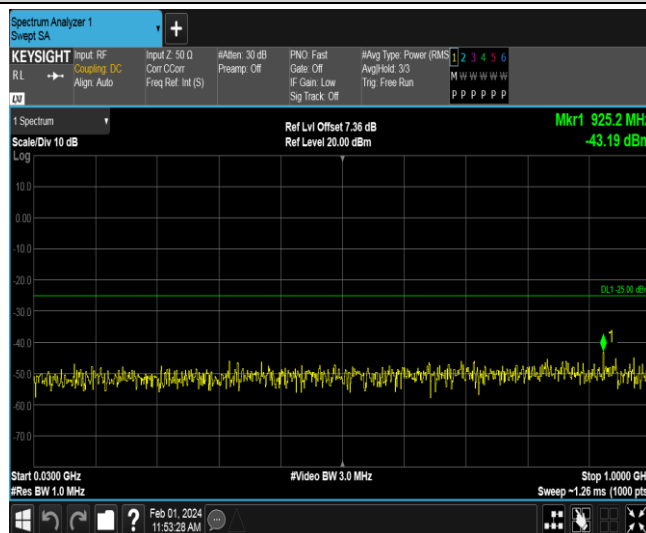 Spectrum Analyzer 1
Swept SA
+
KEYSIGHT Input: RF Input Z: 50 Ω #Atten: 30 dB PNO: Fast #Avg Type: Power (RMS 1 2 3 4 5 6
RL Coupling: DC Corr CCorr Preamp: Off Gate: Off Avg|Hold: 3/3 M W W W W W
Align: Auto Freq Ref: Int (S) IF Gain: Low Trig: Free Run
LXI Sig Track: Off P P P P P P
1 Spectrum Ref Lvl Offset 7.36 dB Mkr1 925.2 MHz
Scale/Div 10 dB Ref Level 20.00 dBm -43.19 dBm
Log
10.0
0.00
-10.0
-20.0
DL1 -25.00 dBm
-30.0
1
-40.0
-50.0
-60.0
-70.0
Start 0.0300 GHz #Video BW 3.0 MHz Stop 1.0000 GHz
#Res BW 1.0 MHz Sweep ~1.26 ms (1000 pts
? Feb 01, 2024
11:53:28 AM